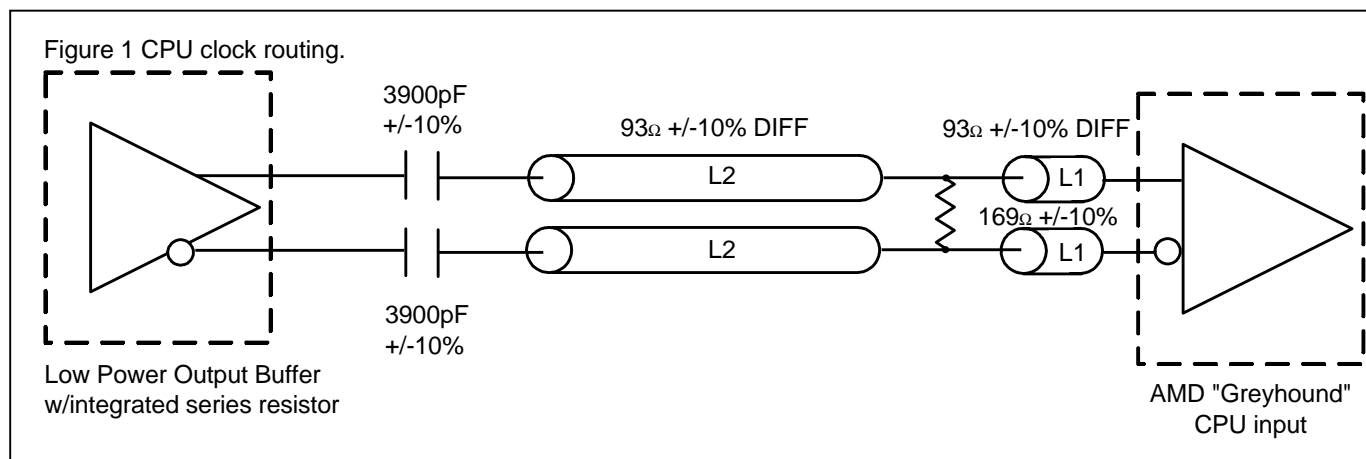 Figure 1 CPU clock routing.
3900pF
+/-10%
93Ω +/-10% DIFF
93Ω +/-10% DIFF
L2
L1
169Ω +/-10%
L2
L1
3900pF
+/-10%
Low Power Output Buffer
w/integrated series resistor
AMD "Greyhound"
CPU input